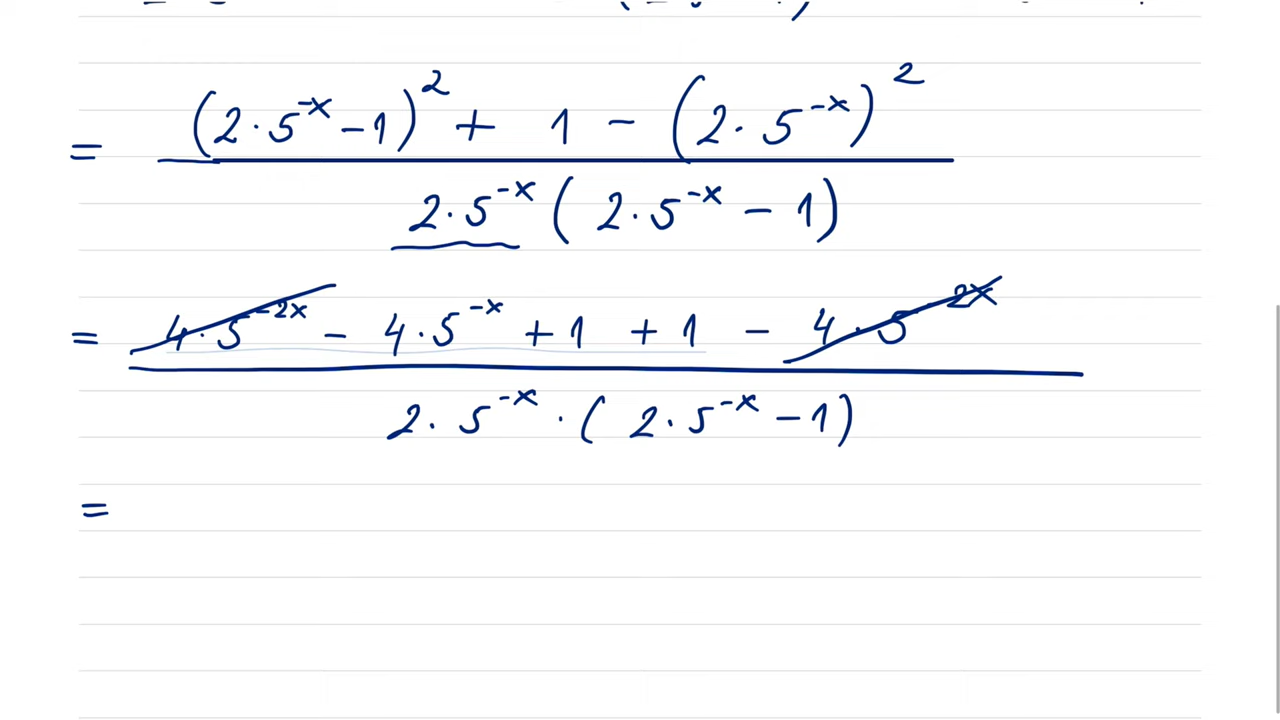 = (2·5^{-x} - 1)^2 + 1 - (2·5^{-x})^2
2·5^{-x} (2·5^{-x} - 1)
= 4·5^{-2x} - 4·5^{-x} + 1 + 1 - 4·5^{-2x}
2·5^{-x} · (2·5^{-x} - 1)
=